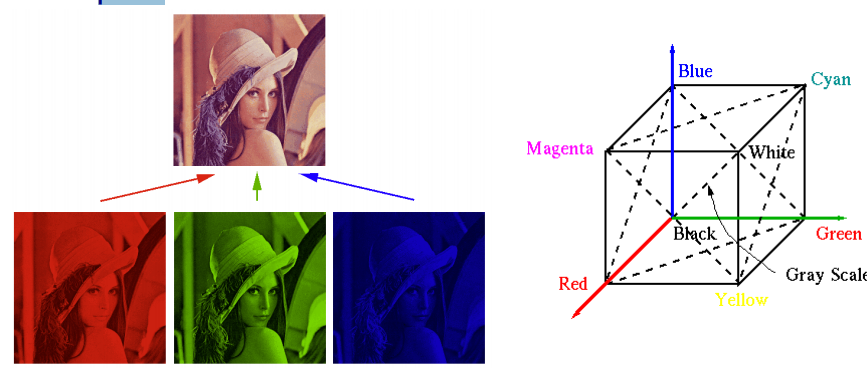 Blue
Cyan
Magenta
White
Black
Green
Gray Scale
Red
Yellow